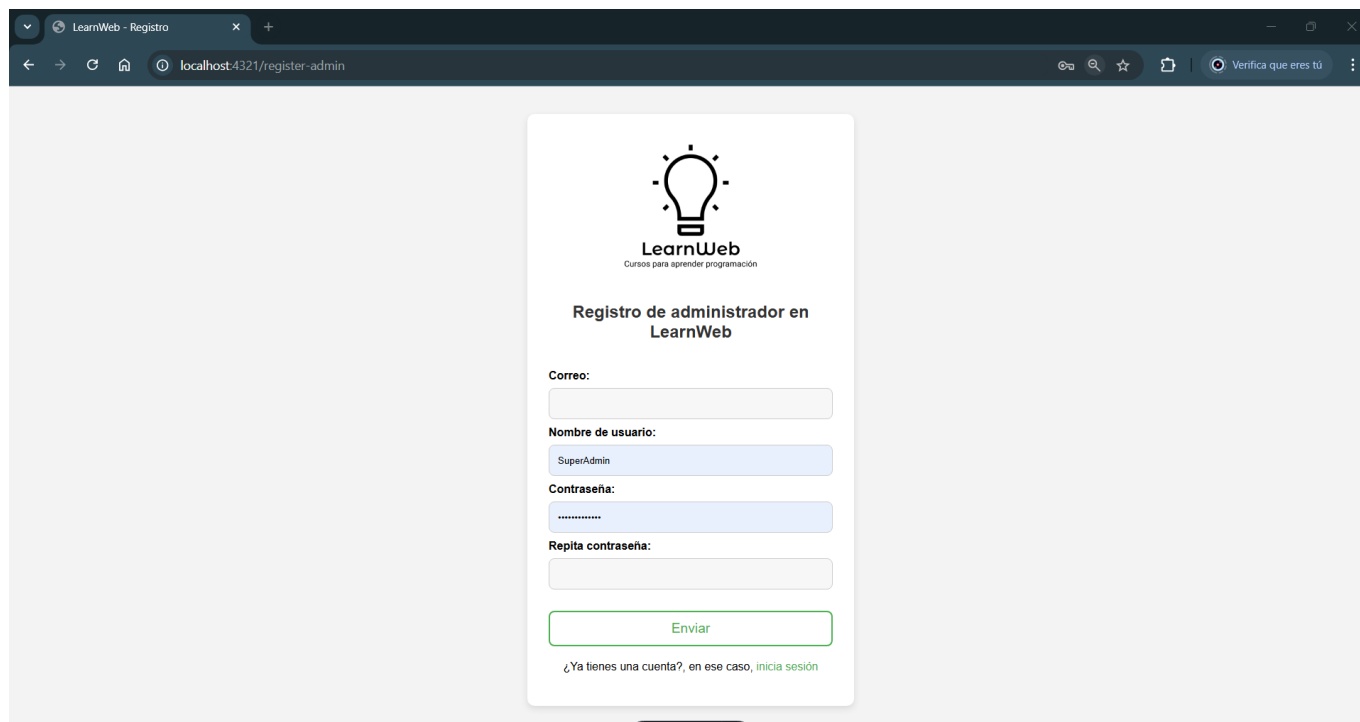 LearnWeb - Registro
localhost:4321/register-admin
Verifica que eres tú
LearnWeb
Cursos para aprender programación
Registro de administrador en
LearnWeb
Correo:
Nombre de usuario:
SuperAdmin
Contraseña:
•••••••••••••
Repita contraseña:
Enviar
¿Ya tienes una cuenta?, en ese caso, inicia sesión